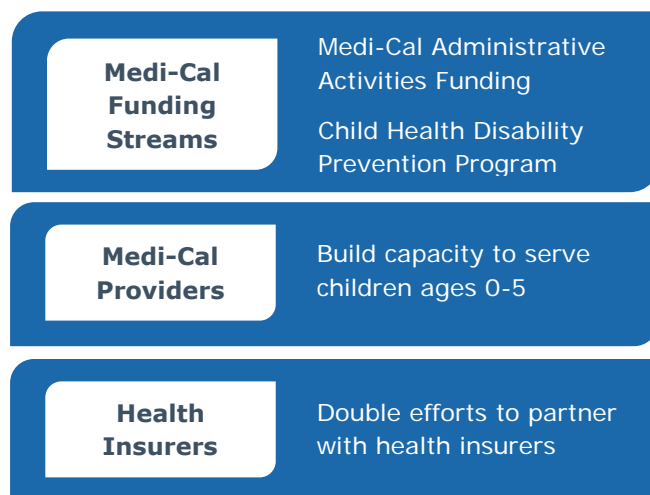 Medi-Cal
Funding
Streams
Medi-Cal Administrative
Activities Funding
Child Health Disability
Prevention Program
Medi-Cal
Providers
Build capacity to serve
children ages 0-5
Health
Insurers
Double efforts to partner
with health insurers